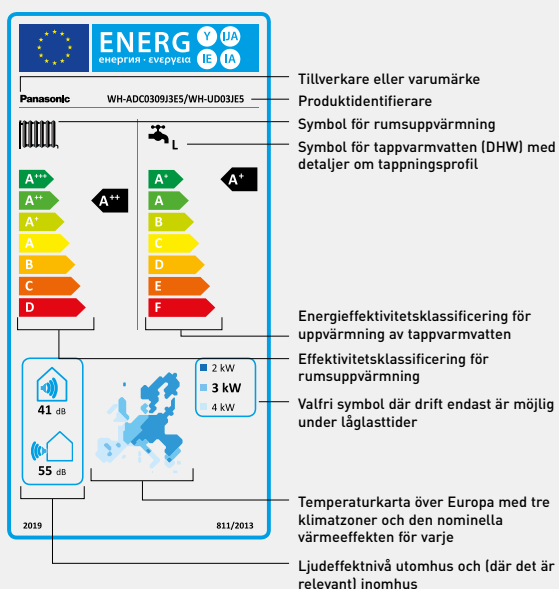 ENERG
енергия · ενεργεια
Y IJA
IE IA
Panasonic
WH-ADC0309J3E5/WH-UD03JE5
L
A+++
A++
A+
A
B
C
D
A++
A+
A
B
C
D
E
F
A+
41 dB
55 dB
2 kW
3 kW
4 kW
2019
811/2013
Tillverkare eller varumärke
Produktidentifierare
Symbol för rumsuppvärmning
Symbol för tappvarmvatten (DHW) med
detaljer om tappningsprofil
Energieffektivitetsklassificering för
uppvärmning av tappvarmvatten
Effektivitetsklassificering för
rumsuppvärmning
Valfri symbol där drift endast är möjlig
under låglasttider
Temperaturkarta över Europa med tre
klimatzoner och den nominella
värmeeffekten för varje
Ljudeffektnivå utomhus och (där det är
relevant) inomhus